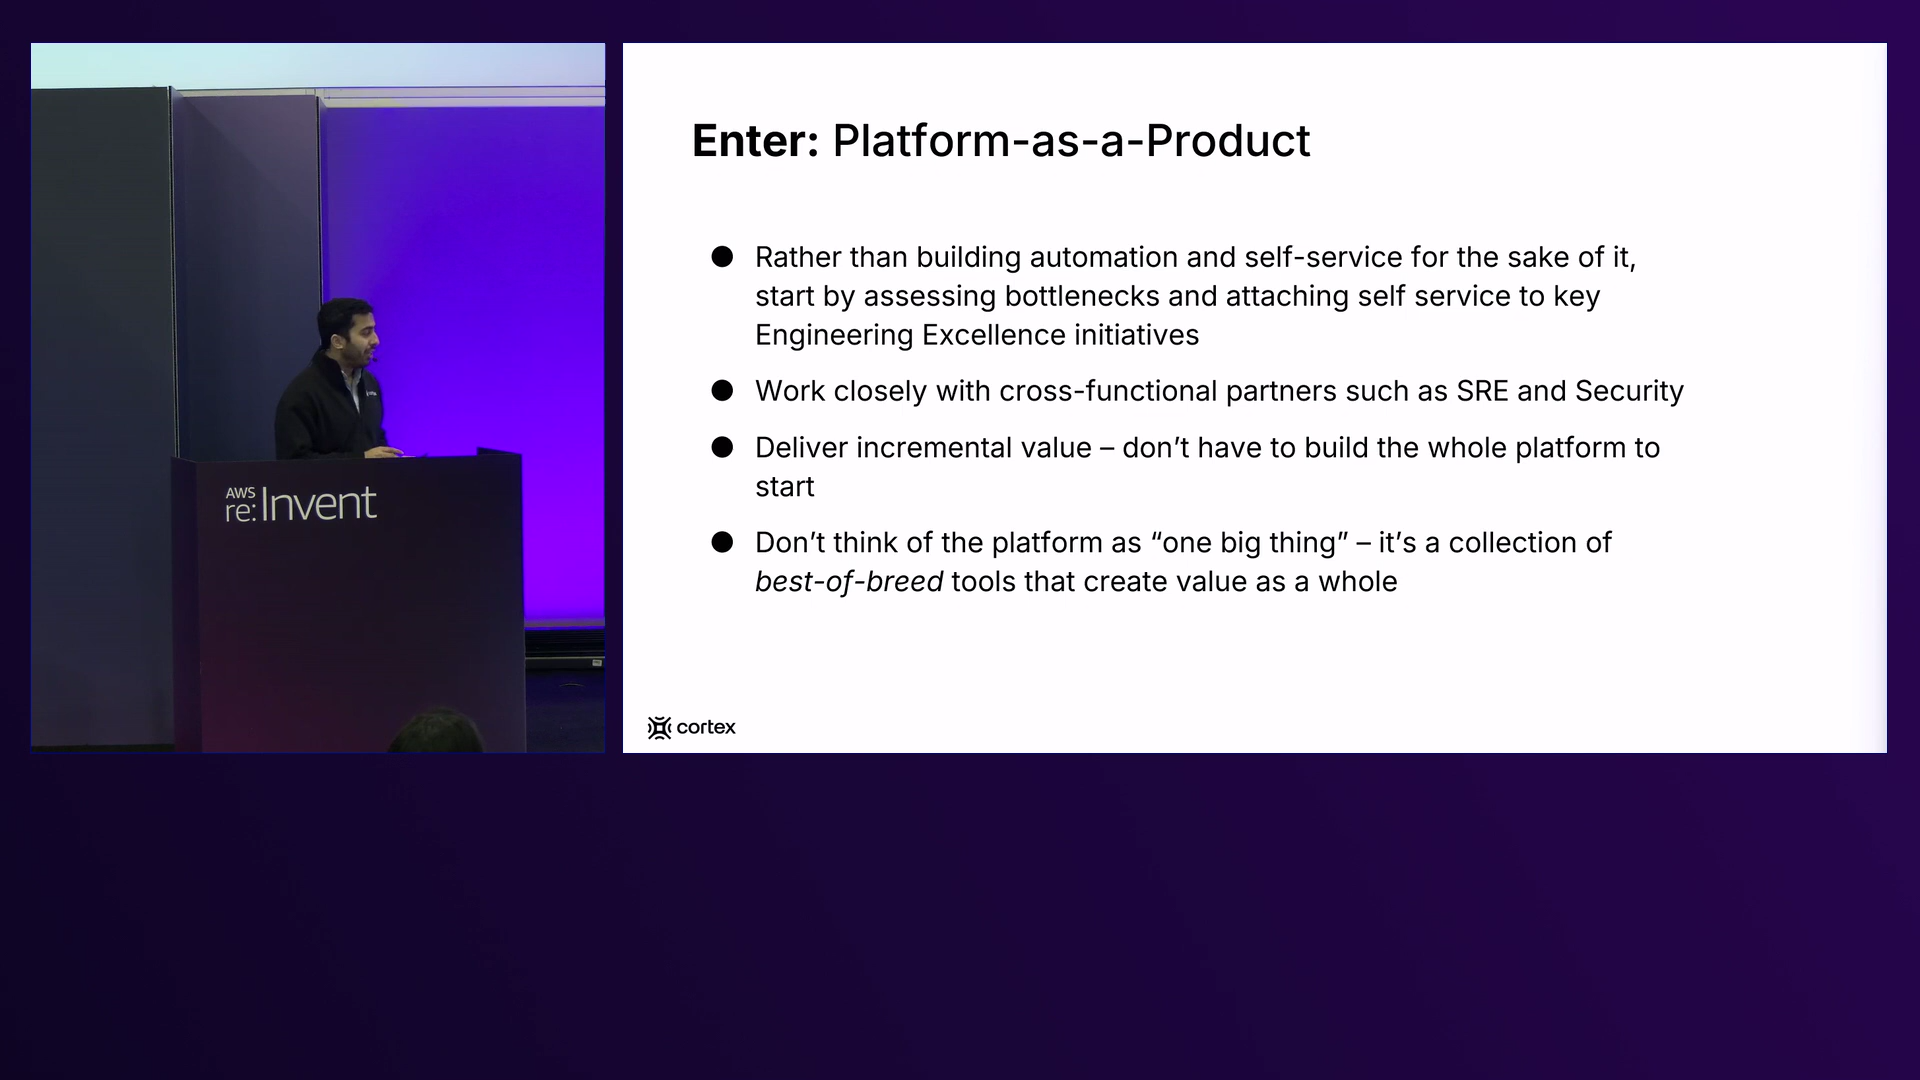 AWS
re:Invent
Enter: Platform-as-a-Product
● Rather than building automation and self-service for the sake of it,
start by assessing bottlenecks and attaching self service to key
Engineering Excellence initiatives
● Work closely with cross-functional partners such as SRE and Security
● Deliver incremental value – don’t have to build the whole platform to
start
● Don’t think of the platform as “one big thing” – it’s a collection of
best-of-breed tools that create value as a whole
cortex